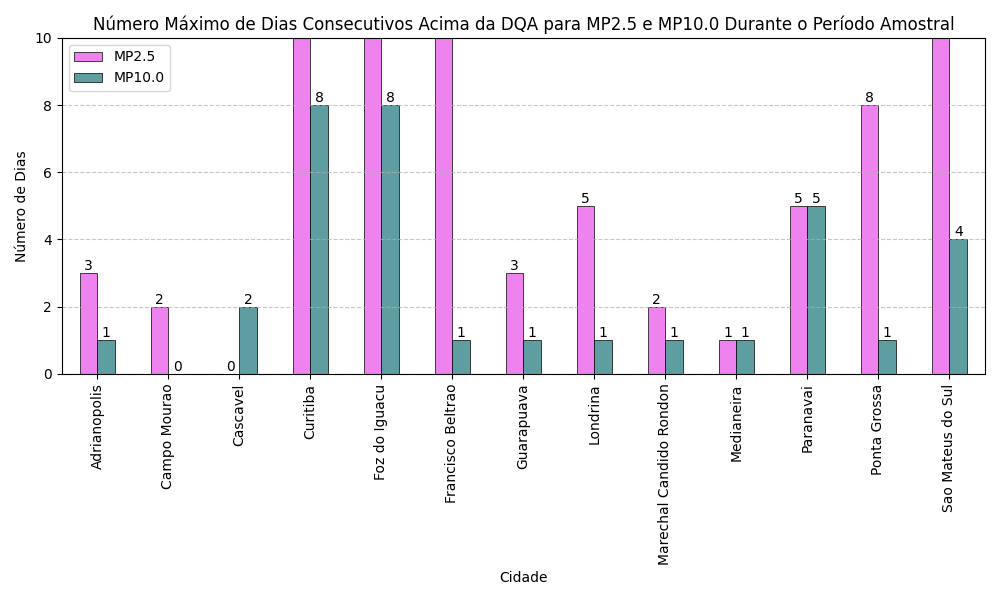 Número Máximo de Dias Consecutivos Acima da DQA para MP2.5 e MP10.0 Durante o Período Amostral
MP2.5
MP10.0
Número de Dias
10
8
6
4
2
0
3
1
2
0
0
2
8
8
1
3
1
5
1
2
1
1
1
5
5
8
1
4
Adrianopolis
Campo Mourao
Cascavel
Curitiba
Foz do Iguacu
Francisco Beltrao
Guarapuava
Londrina
Marechal Candido Rondon
Medianeira
Paranavai
Ponta Grossa
Sao Mateus do Sul
Cidade